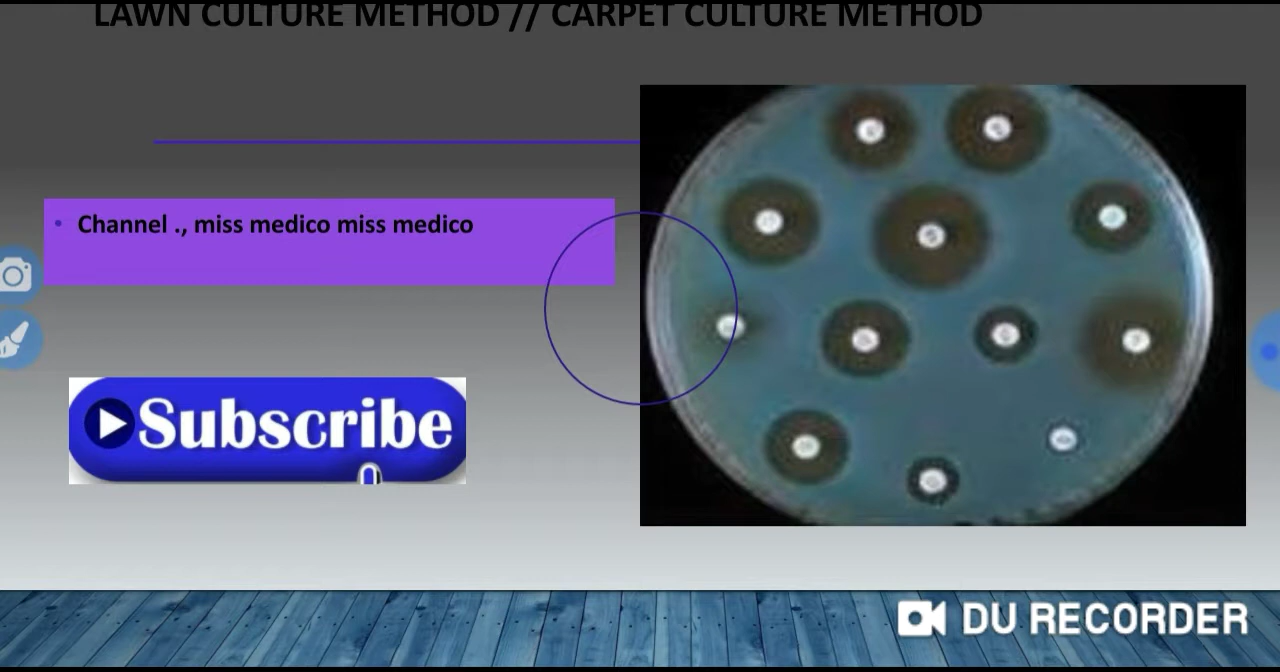 LAWN CULTURE METHOD // CARPET CULTURE METHOD
• Channel ., miss medico miss medico
Subscribe
DU RECORDER